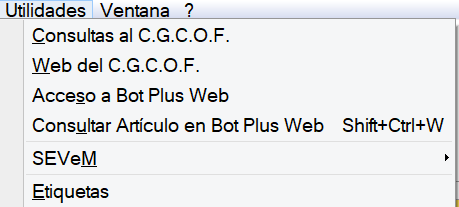 Utilidades Ventana ?
Consultas al C.G.C.O.F.
Web del C.G.C.O.F.
Acceso a Bot Plus Web
Consultar Artículo en Bot Plus Web Shift+Ctrl+W
SEVeM
Etiquetas